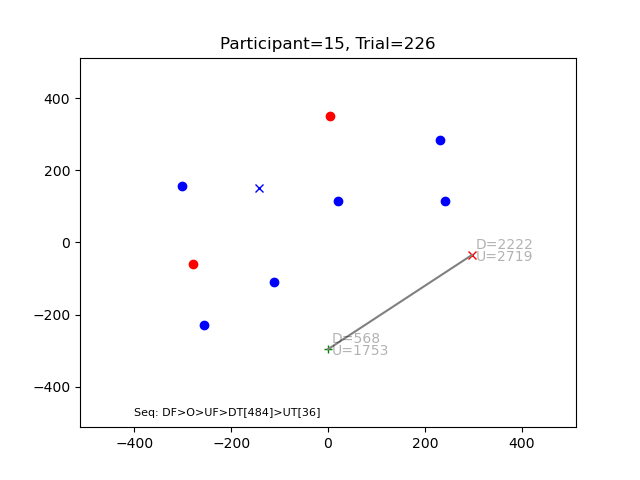 Participant=15, Trial=226
400
200
0
−200
−400
D=2222
U=2719
D=568
U=1753
Seq: DF>O>UF>DT[484]>UT[36]
−400
−200
0
200
400